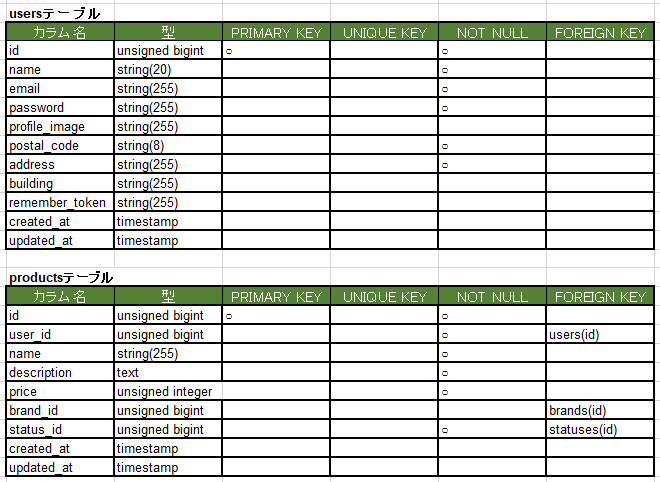 usersテーブル
カラム名 型 PRIMARY KEY UNIQUE KEY NOT NULL FOREIGN KEY
id unsigned bigint ○ ○
name string(20) ○
email string(255) ○
password string(255) ○
profile_image string(255)
postal_code string(8) ○
address string(255) ○
building string(255)
remember_token string(255)
created_at timestamp
updated_at timestamp
productsテーブル
カラム名 型 PRIMARY KEY UNIQUE KEY NOT NULL FOREIGN KEY
id unsigned bigint ○ ○
user_id unsigned bigint ○ users(id)
name string(255) ○
description text ○
price unsigned integer ○
brand_id unsigned bigint brands(id)
status_id unsigned bigint ○ statuses(id)
created_at timestamp
updated_at timestamp